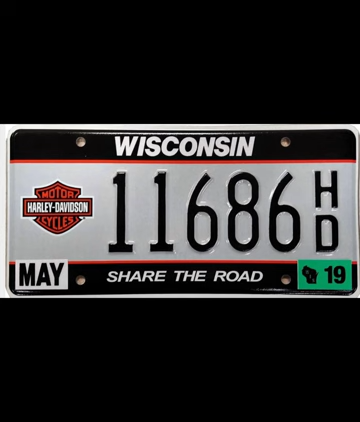 WISCONSIN
MOTOR
HARLEY-DAVIDSON
CYCLES
11686 HD
MAY
SHARE THE ROAD
19